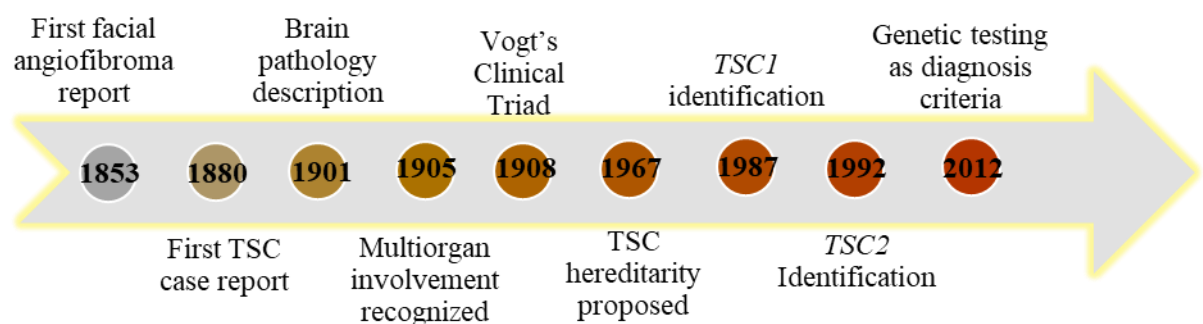 First facial
angiofibroma
report
Brain
pathology
description
Vogt's
Clinical
Triad
TSC1
identification
Genetic testing
as diagnosis
criteria
1853
1880
1901
1905
1908
1967
1987
1992
2012
First TSC
case report
Multiorgan
involvement
recognized
TSC
hereditarity
proposed
TSC2
Identification